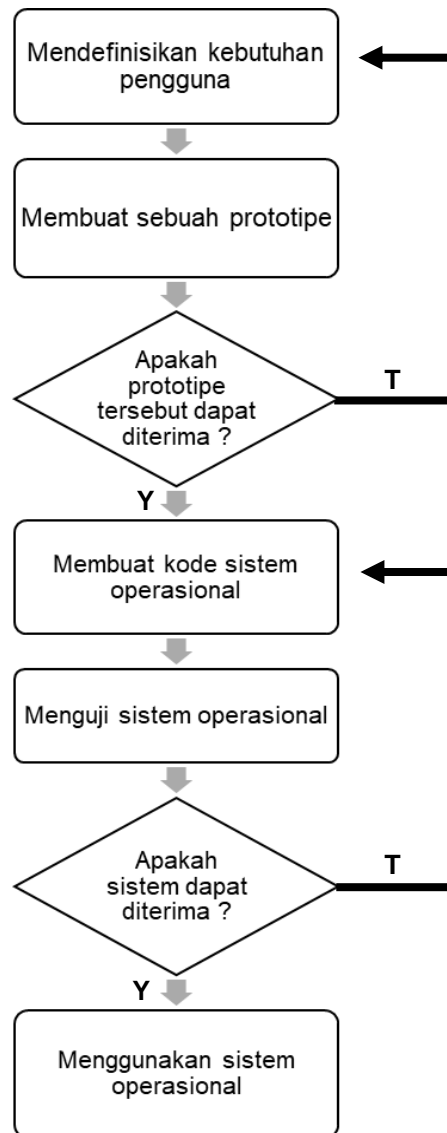 Mendefinisikan kebutuhan
pengguna
Membuat sebuah prototipe
Apakah
prototipe
tersebut dapat
diterima ?
T
Y
Membuat kode sistem
operasional
Menguji sistem operasional
Apakah
sistem dapat
diterima ?
T
Y
Menggunakan sistem
operasional